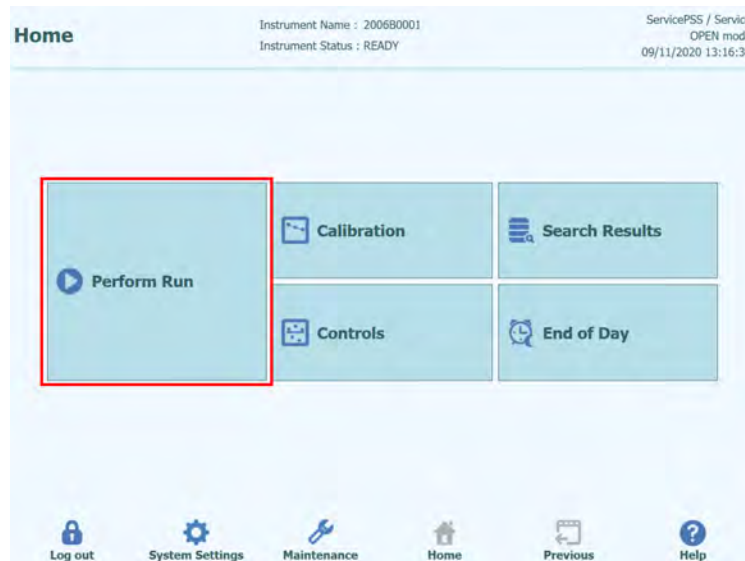 Home
Instrument Name : 2006B0001
Instrument Status : READY
ServicePSS / Servic
OPEN mod
09/11/2020 13:16:3
Perform Run
Calibration
Search Results
Controls
End of Day
Log out
System Settings
Maintenance
Home
Previous
Help